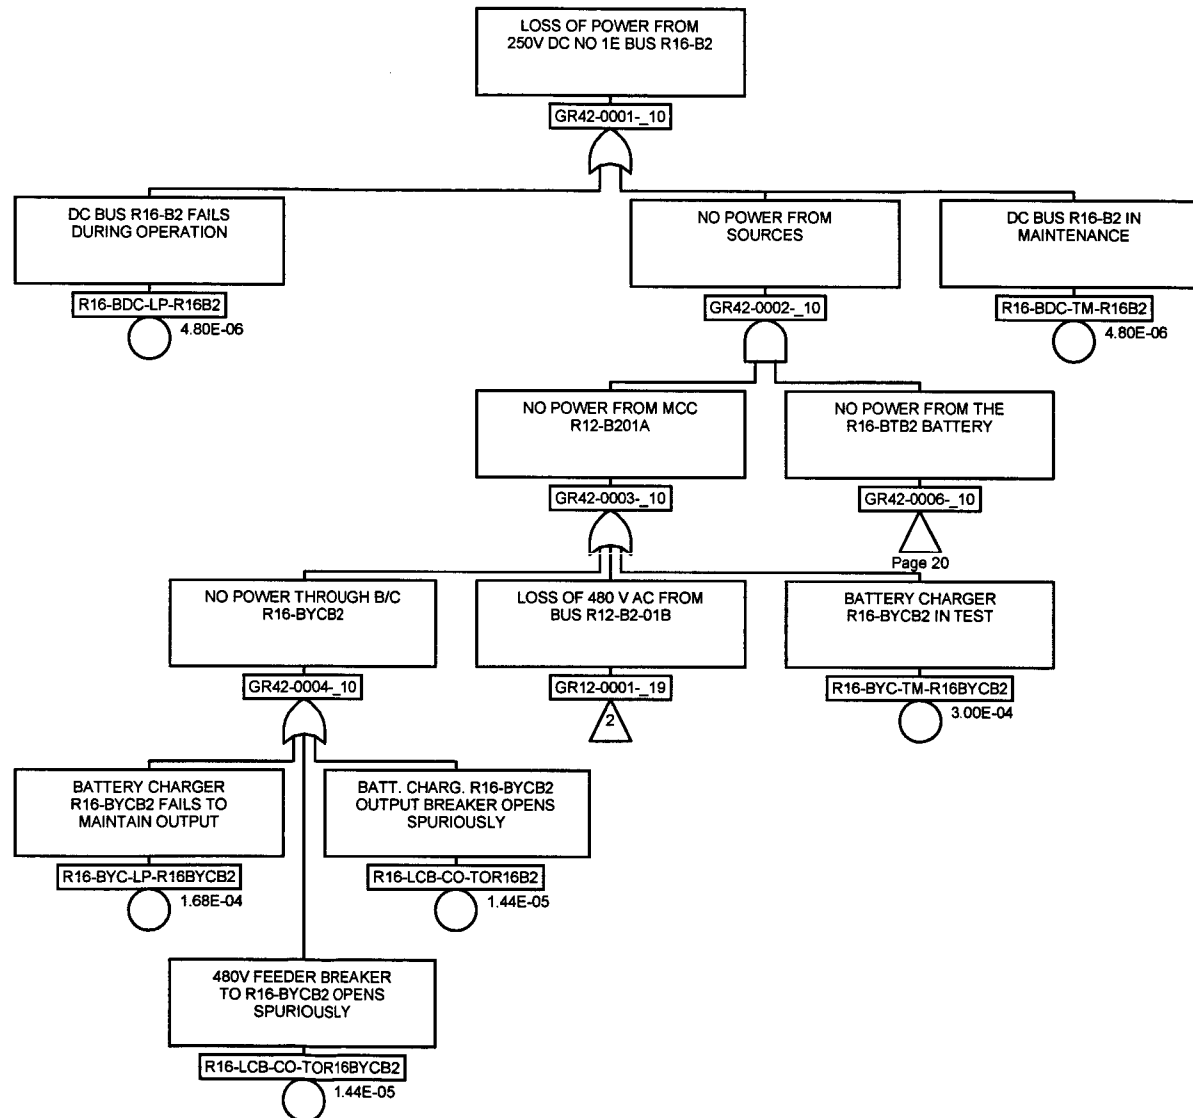 LOSS OF POWER FROM
250V DC NO 1E BUS R16-B2
GR42-0001-_10
DC BUS R16-B2 FAILS
DURING OPERATION
R16-BDC-LP-R16B2
4.80E-06
NO POWER FROM
SOURCES
GR42-0002-_10
DC BUS R16-B2 IN
MAINTENANCE
R16-BDC-TM-R16B2
4.80E-06
NO POWER FROM MCC
R12-B201A
GR42-0003-_10
NO POWER FROM THE
R16-BTB2 BATTERY
GR42-0006-_10
Page 20
NO POWER THROUGH B/C
R16-BYCB2
GR42-0004-_10
LOSS OF 480 V AC FROM
BUS R12-B2-01B
GR12-0001-_19
2
BATTERY CHARGER
R16-BYCB2 IN TEST
R16-BYC-TM-R16BYCB2
3.00E-04
BATTERY CHARGER
R16-BYCB2 FAILS TO
MAINTAIN OUTPUT
R16-BYC-LP-R16BYCB2
1.68E-04
BATT. CHARG. R16-BYCB2
OUTPUT BREAKER OPENS
SPURIOUSLY
R16-LCB-CO-TOR16B2
1.44E-05
480V FEEDER BREAKER
TO R16-BYCB2 OPENS
SPURIOUSLY
R16-LCB-CO-TOR16BYCB2
1.44E-05